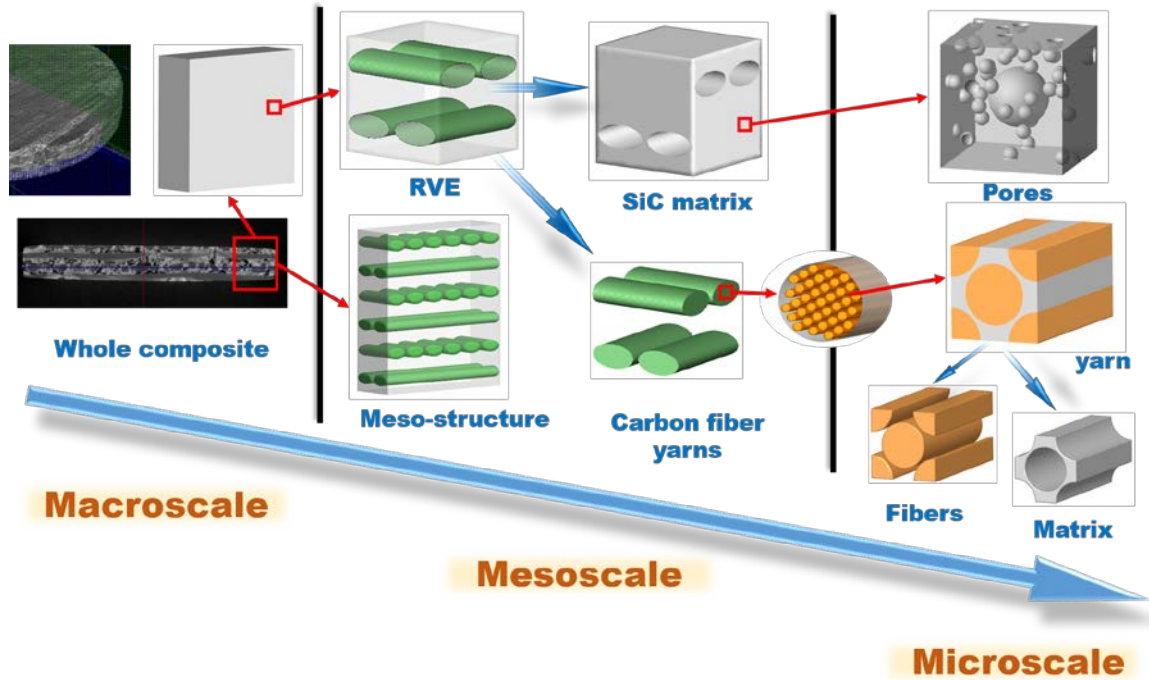 RVE
SiC matrix
Pores
Whole composite
Meso-structure
Carbon fiber
yarns
yarn
Fibers
Matrix
Macroscale
Mesoscale
Microscale